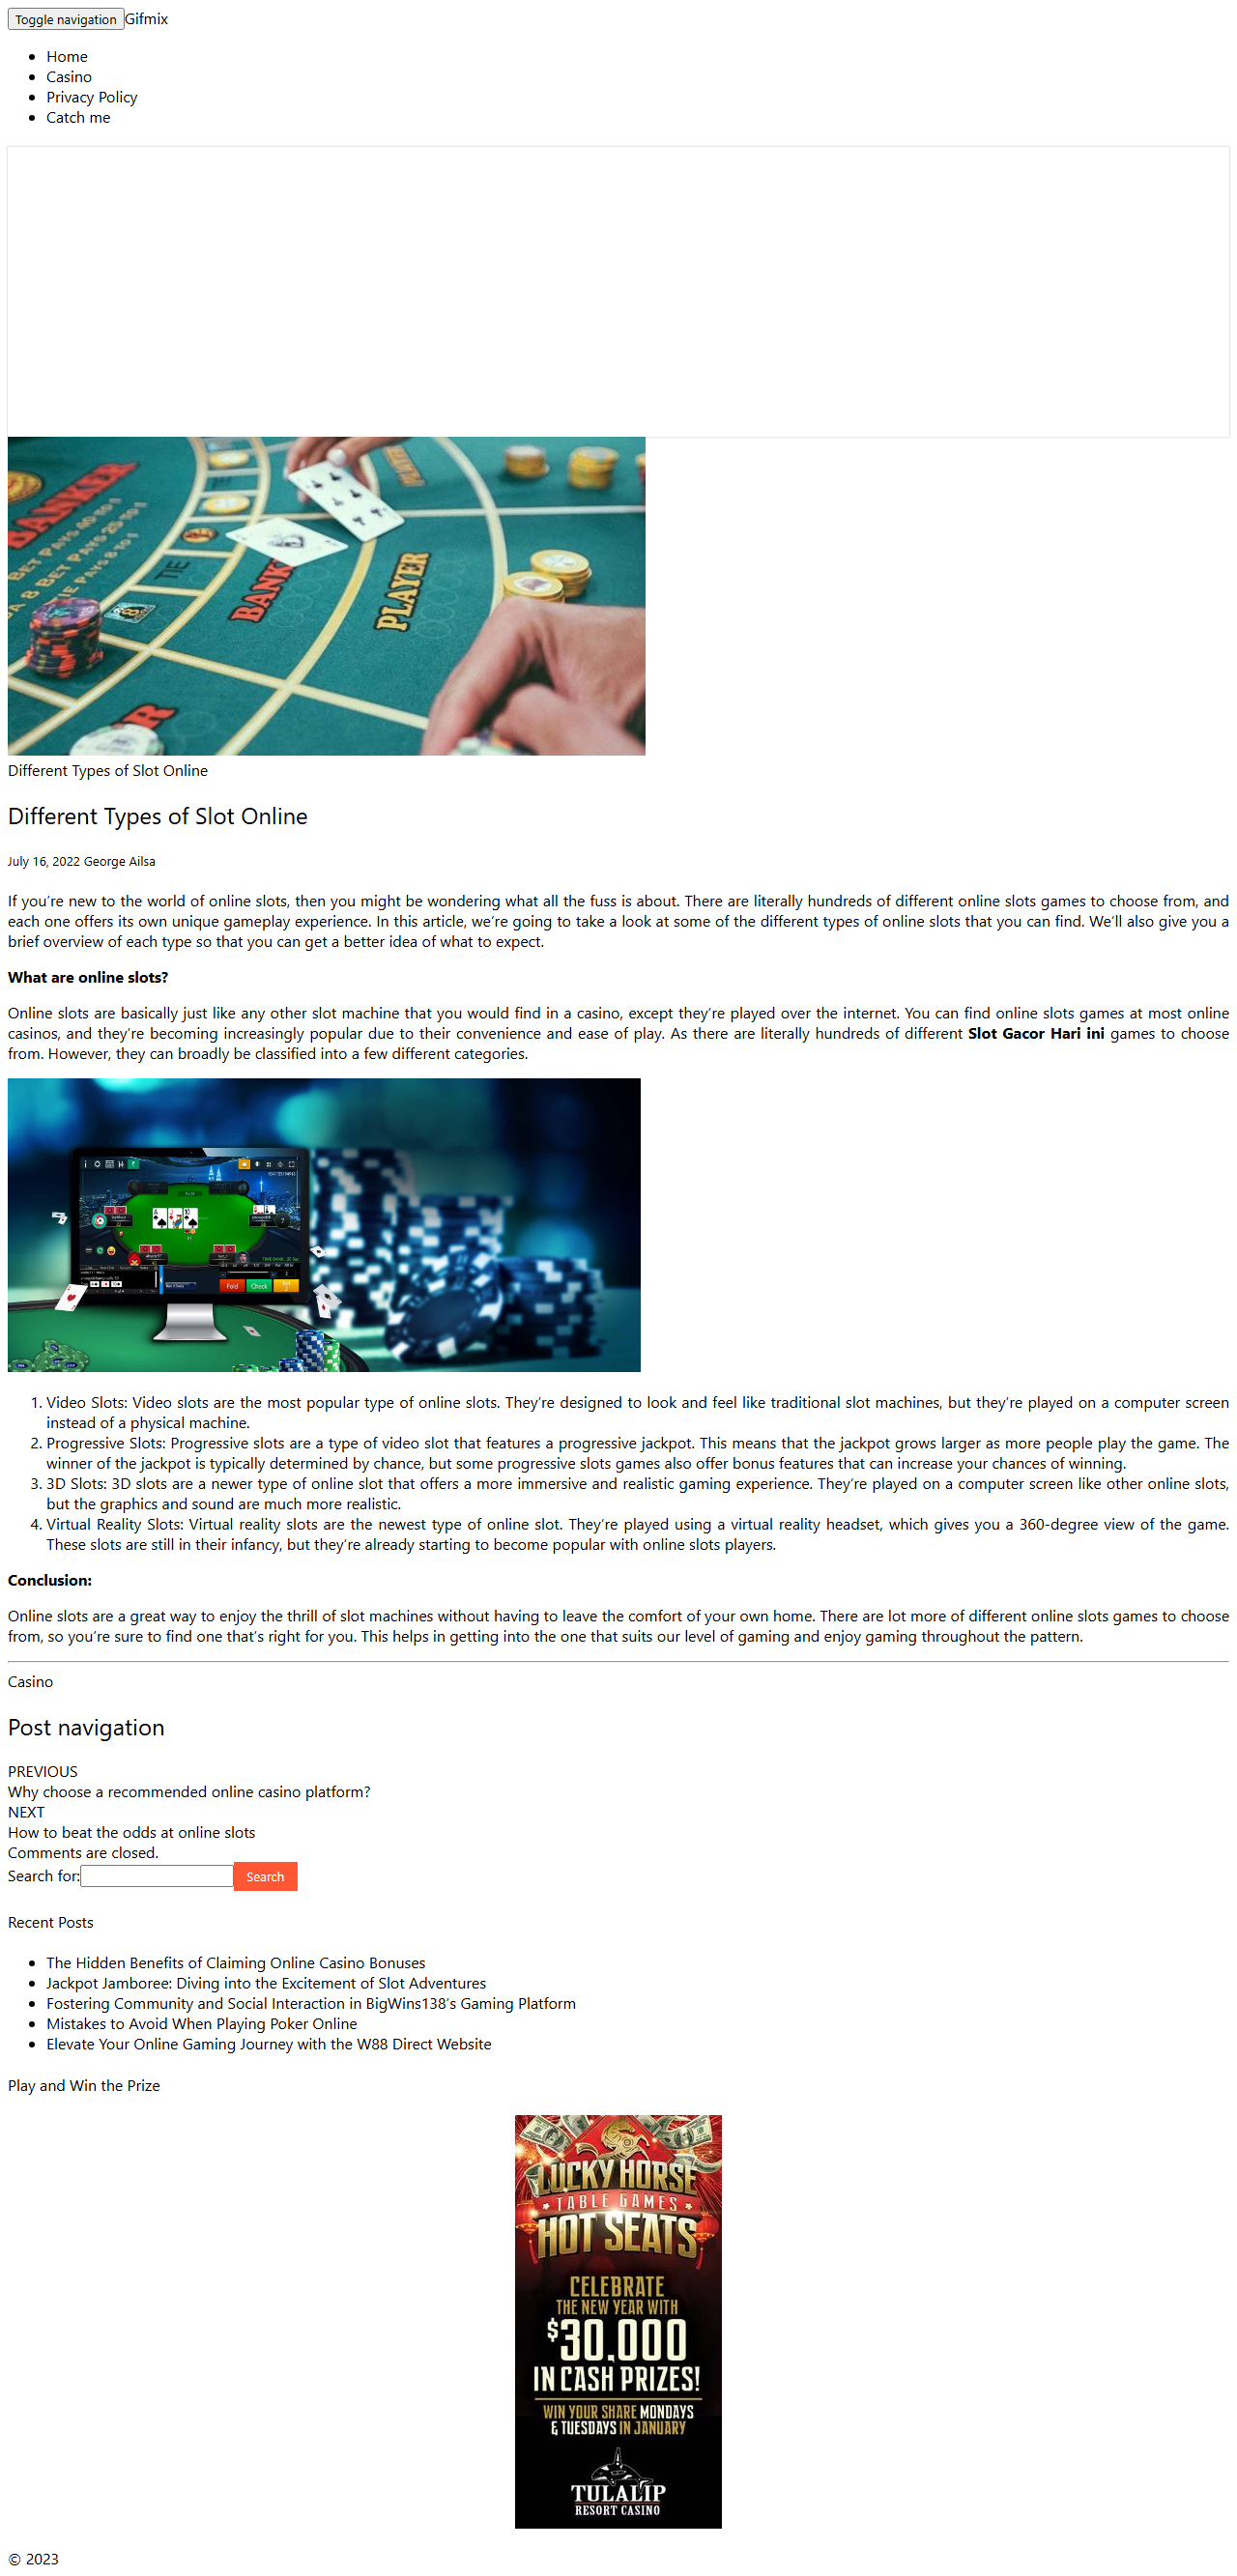 Toggle navigation Gifmix
Home
Casino
Privacy Policy
Catch me
BANKER
BET PAYS 40 TO 1
8 BET PAYS 25 TO 1
TIE PAYS 8 TO 1
TIE
PLAYER
BANK
PLAYER
Different Types of Slot Online
Different Types of Slot Online
July 16, 2022 George Ailsa
If you’re new to the world of online slots, then you might be wondering what all the fuss is about. There are literally hundreds of different online slots games to choose from, and
each one offers its own unique gameplay experience. In this article, we’re going to take a look at some of the different types of online slots that you can find. We’ll also give you a
brief overview of each type so that you can get a better idea of what to expect.
What are online slots?
Online slots are basically just like any other slot machine that you would find in a casino, except they’re played over the internet. You can find online slots games at most online
casinos, and they’re becoming increasingly popular due to their convenience and ease of play. As there are literally hundreds of different Slot Gacor Hari ini games to choose
from. However, they can broadly be classified into a few different categories.
Fold Check
1. Video Slots: Video slots are the most popular type of online slots. They’re designed to look and feel like traditional slot machines, but they’re played on a computer screen
instead of a physical machine.
2. Progressive Slots: Progressive slots are a type of video slot that features a progressive jackpot. This means that the jackpot grows larger as more people play the game. The
winner of the jackpot is typically determined by chance, but some progressive slots games also offer bonus features that can increase your chances of winning.
3. 3D Slots: 3D slots are a newer type of online slot that offers a more immersive and realistic gaming experience. They’re played on a computer screen like other online slots,
but the graphics and sound are much more realistic.
4. Virtual Reality Slots: Virtual reality slots are the newest type of online slot. They’re played using a virtual reality headset, which gives you a 360-degree view of the game.
These slots are still in their infancy, but they’re already starting to become popular with online slots players.
Conclusion:
Online slots are a great way to enjoy the thrill of slot machines without having to leave the comfort of your own home. There are lot more of different online slots games to choose
from, so you’re sure to find one that’s right for you. This helps in getting into the one that suits our level of gaming and enjoy gaming throughout the pattern.
Casino
Post navigation
PREVIOUS
Why choose a recommended online casino platform?
NEXT
How to beat the odds at online slots
Comments are closed.
Search for: Search
Recent Posts
The Hidden Benefits of Claiming Online Casino Bonuses
Jackpot Jamboree: Diving into the Excitement of Slot Adventures
Fostering Community and Social Interaction in BigWins138’s Gaming Platform
Mistakes to Avoid When Playing Poker Online
Elevate Your Online Gaming Journey with the W88 Direct Website
Play and Win the Prize
LUCKY HORSE
TABLE GAMES
HOT SEATS
CELEBRATE
THE NEW YEAR WITH
$30,000
IN CASH PRIZES!
WIN YOUR SHARE MONDAYS
& TUESDAYS IN JANUARY
TULALIP
RESORT CASINO
© 2023